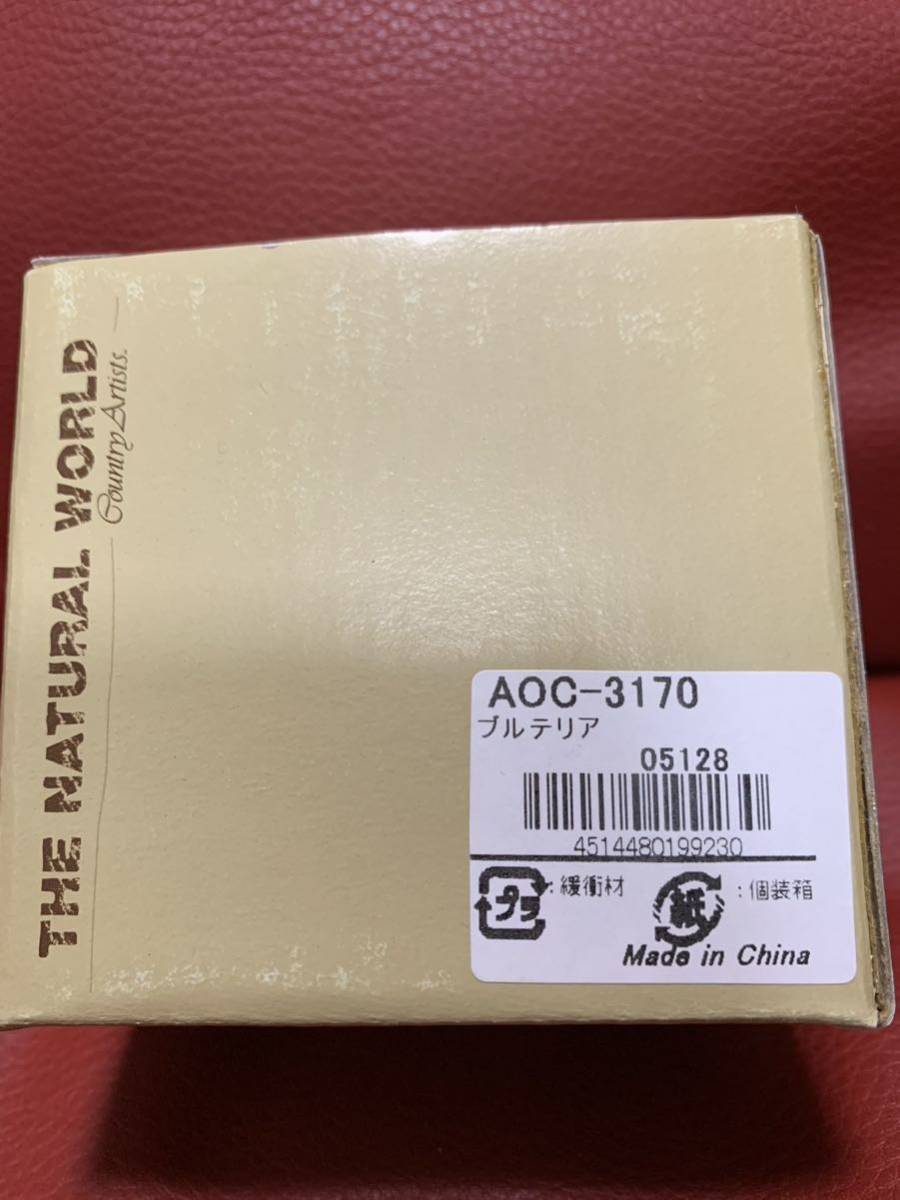 THE NATURAL WORLD
Country Artists.
AOC-3170
ブルテリア
05128
4514480199230
プラ :緩衝材
紙 :個装箱
Made in China